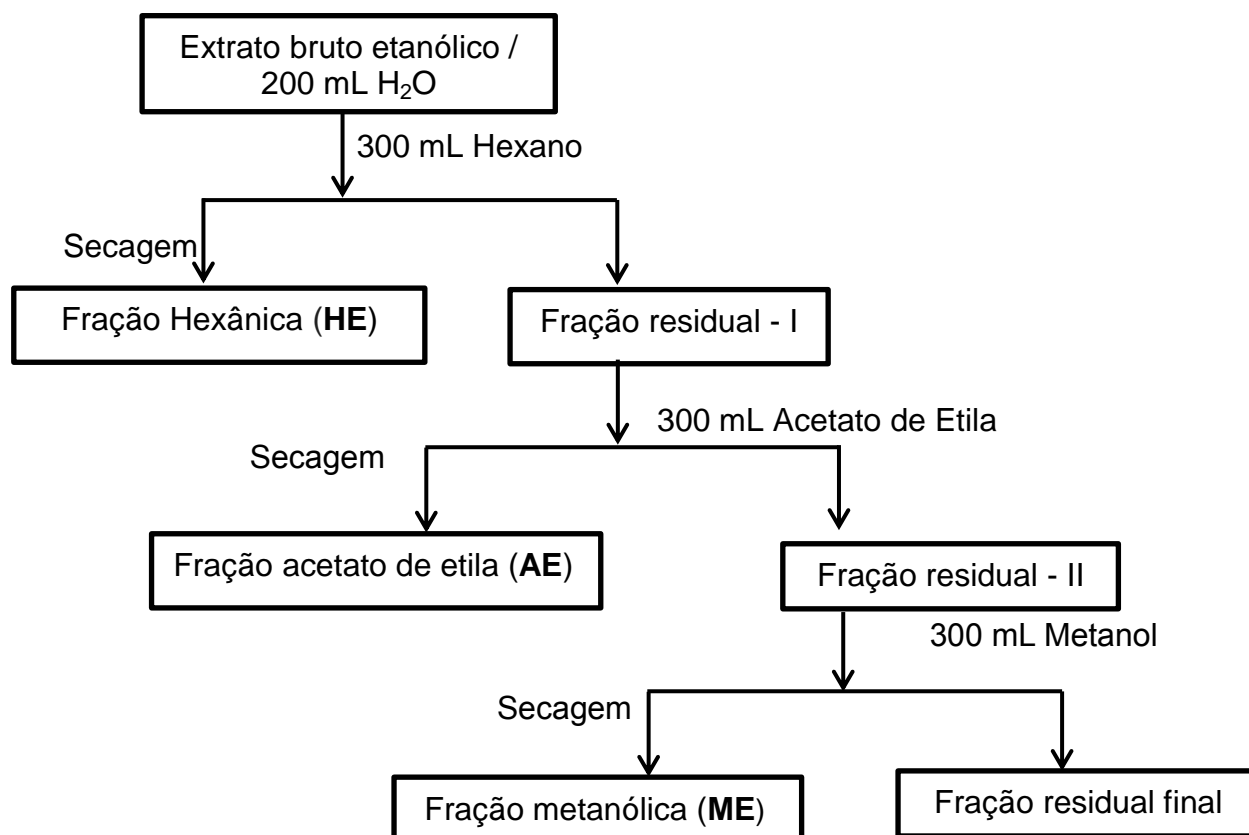 Extrato bruto etanólico /
200 mL H₂O
300 mL Hexano
Secagem
Fração Hexânica (HE)
Fração residual - I
300 mL Acetato de Etila
Secagem
Fração acetato de etila (AE)
Fração residual - II
300 mL Metanol
Secagem
Fração metanólica (ME)
Fração residual final